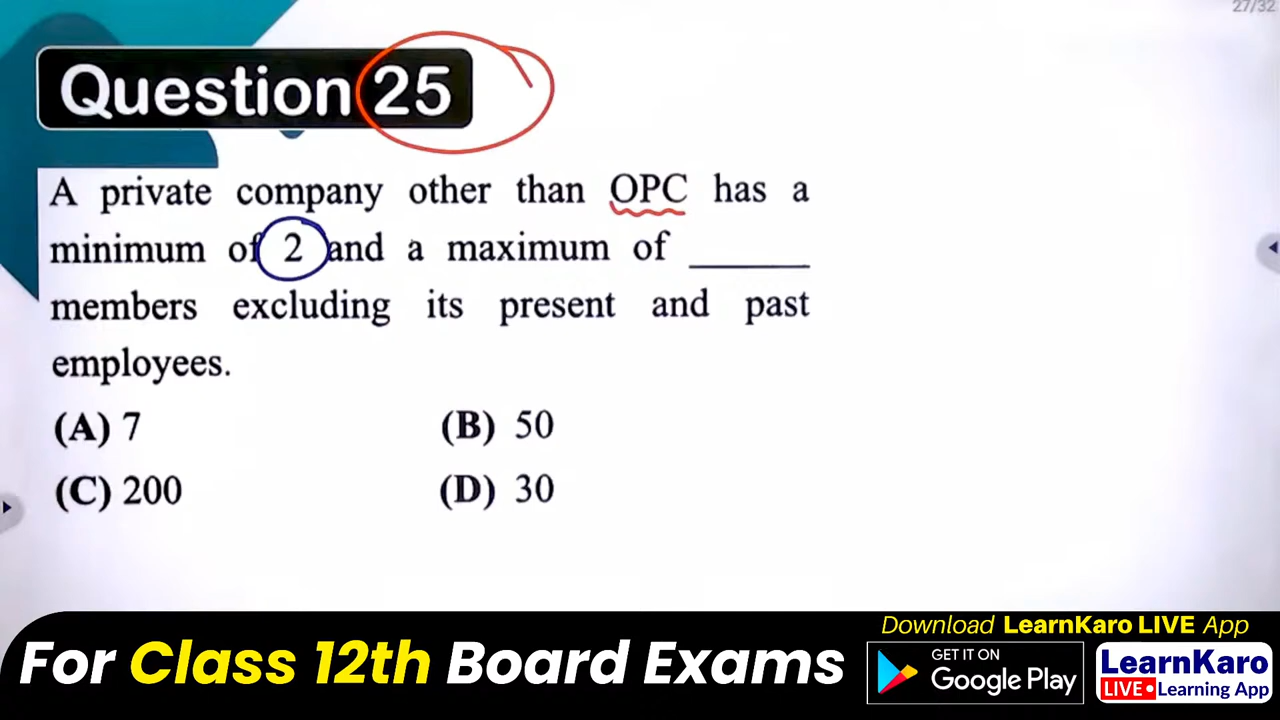 27/32
Question 25
A private company other than OPC has a
minimum of 2 and a maximum of ______
members excluding its present and past
employees.
(A) 7
(B) 50
(C) 200
(D) 30
For Class 12th Board Exams
Download LearnKaro LIVE App
GET IT ON
Google Play
LearnKaro
LIVE Learning App